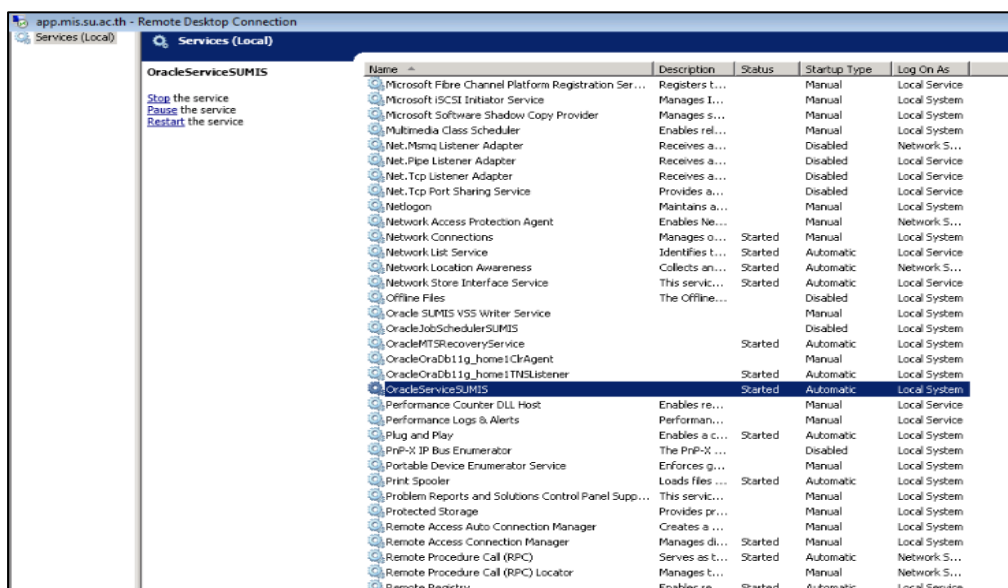 app.mis.su.ac.th - Remote Desktop Connection
Services (Local)
Services (Local)
OracleServiceSUMIS
Stop the service
Pause the service
Restart the service
Name Description Status Startup Type Log On As
Microsoft Fibre Channel Platform Registration Ser... Registers t... Manual Local Service
Microsoft iSCSI Initiator Service Manages I... Manual Local System
Microsoft Software Shadow Copy Provider Manages s... Manual Local System
Multimedia Class Scheduler Enables rel... Manual Local System
Net.Msmq Listener Adapter Receives a... Disabled Network S...
Net.Pipe Listener Adapter Receives a... Disabled Local Service
Net.Tcp Listener Adapter Receives a... Disabled Local Service
Net.Tcp Port Sharing Service Provides a... Disabled Local Service
Netlogon Maintains a... Manual Local System
Network Access Protection Agent Enables Ne... Manual Network S...
Network Connections Manages o... Started Manual Local System
Network List Service Identifies t... Started Automatic Local Service
Network Location Awareness Collects an... Started Automatic Network S...
Network Store Interface Service This servic... Started Automatic Local Service
Offline Files The Offline... Disabled Local System
Oracle SUMIS VSS Writer Service Manual Local System
OracleJobSchedulerSUMIS Disabled Local System
OracleMTSRecoveryService Started Automatic Local System
OracleOraDb11g_home1ClrAgent Manual Local System
OracleOraDb11g_home1TNSListener Started Automatic Local System
OracleServiceSUMIS Started Automatic Local System
Performance Counter DLL Host Enables re... Manual Local Service
Performance Logs & Alerts Performan... Manual Local Service
Plug and Play Enables a c... Started Automatic Local System
PnP-X IP Bus Enumerator The PnP-X ... Disabled Local System
Portable Device Enumerator Service Enforces g... Manual Local System
Print Spooler Loads files ... Started Automatic Local System
Problem Reports and Solutions Control Panel Supp... This servic... Manual Local System
Protected Storage Provides pr... Manual Local System
Remote Access Auto Connection Manager Creates a ... Manual Local System
Remote Access Connection Manager Manages di... Started Manual Local System
Remote Procedure Call (RPC) Serves as t... Started Automatic Network S...
Remote Procedure Call (RPC) Locator Manages t... Manual Network S...
Remote Registry Enables re... Started Automatic Local Service